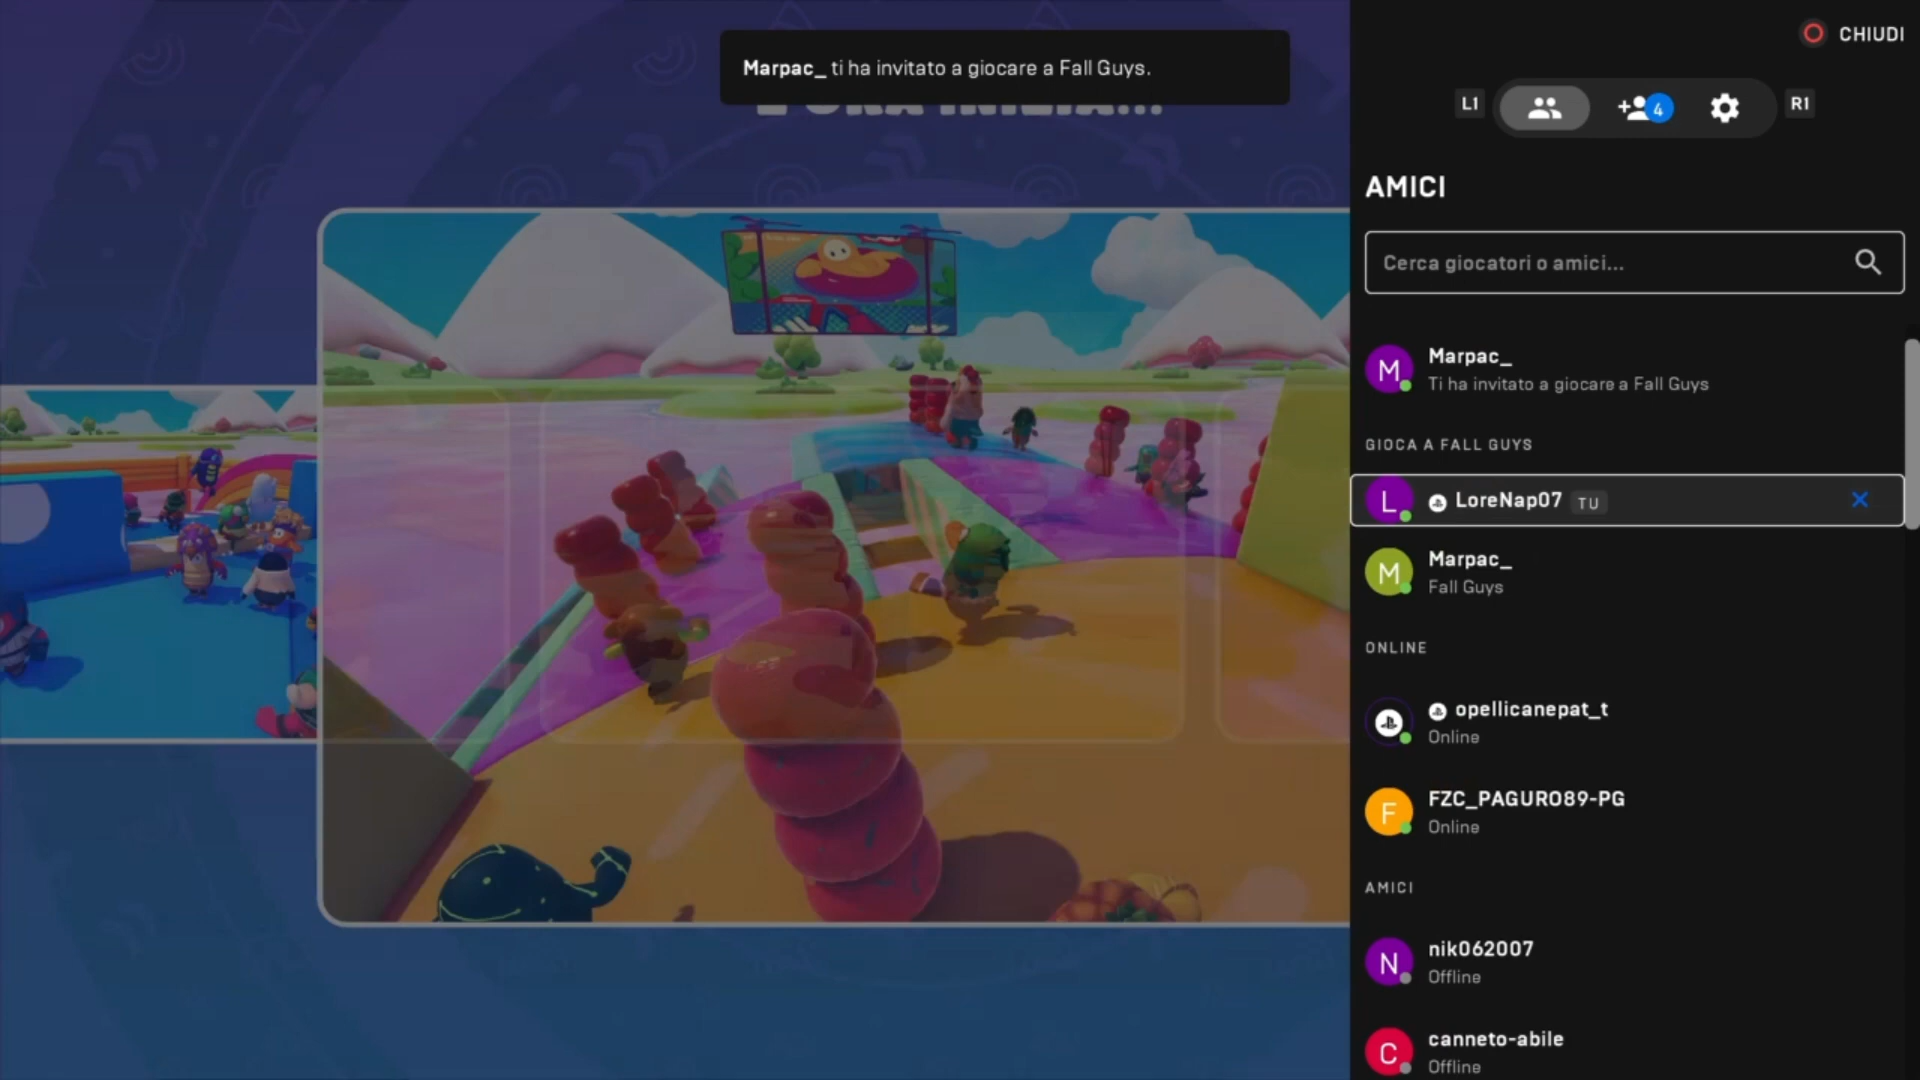 Marpac_ ti ha invitato a giocare a Fall Guys.
CHIUDI
L1
4
R1
AMICI
Cerca giocatori o amici...
M
Marpac_
Ti ha invitato a giocare a Fall Guys
GIOCA A FALL GUYS
L
LoreNap07 TU
M
Marpac_
Fall Guys
ONLINE
opellicanepat_t
Online
F
FZC_PAGURO89-PG
Online
AMICI
N
nik062007
Offline
C
canneto-abile
Offline